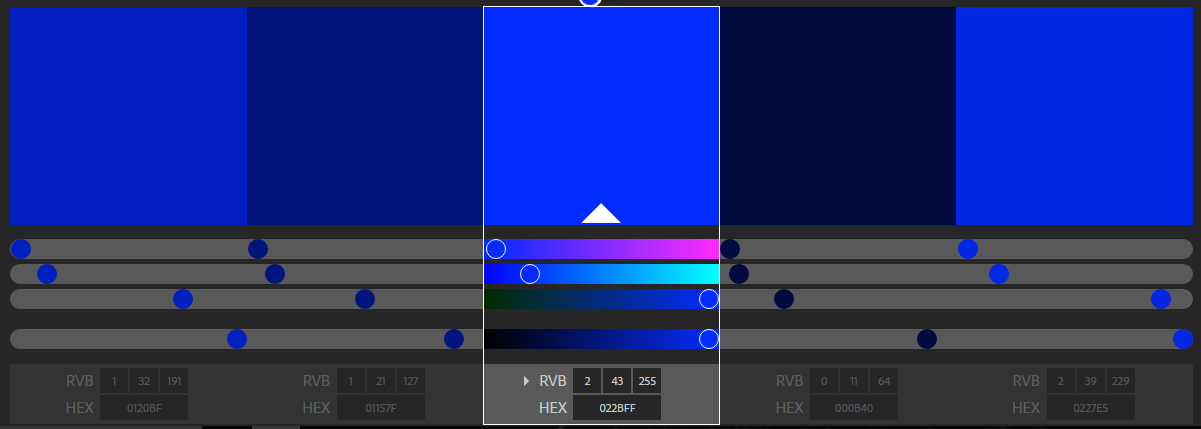 RVB 1 32 191 RVB 1 21 127 RVB 2 43 255 RVB 0 11 64 RVB 2 39 229
HEX 0120BF HEX 01157F HEX 022BFF HEX 000B40 HEX 0227E5